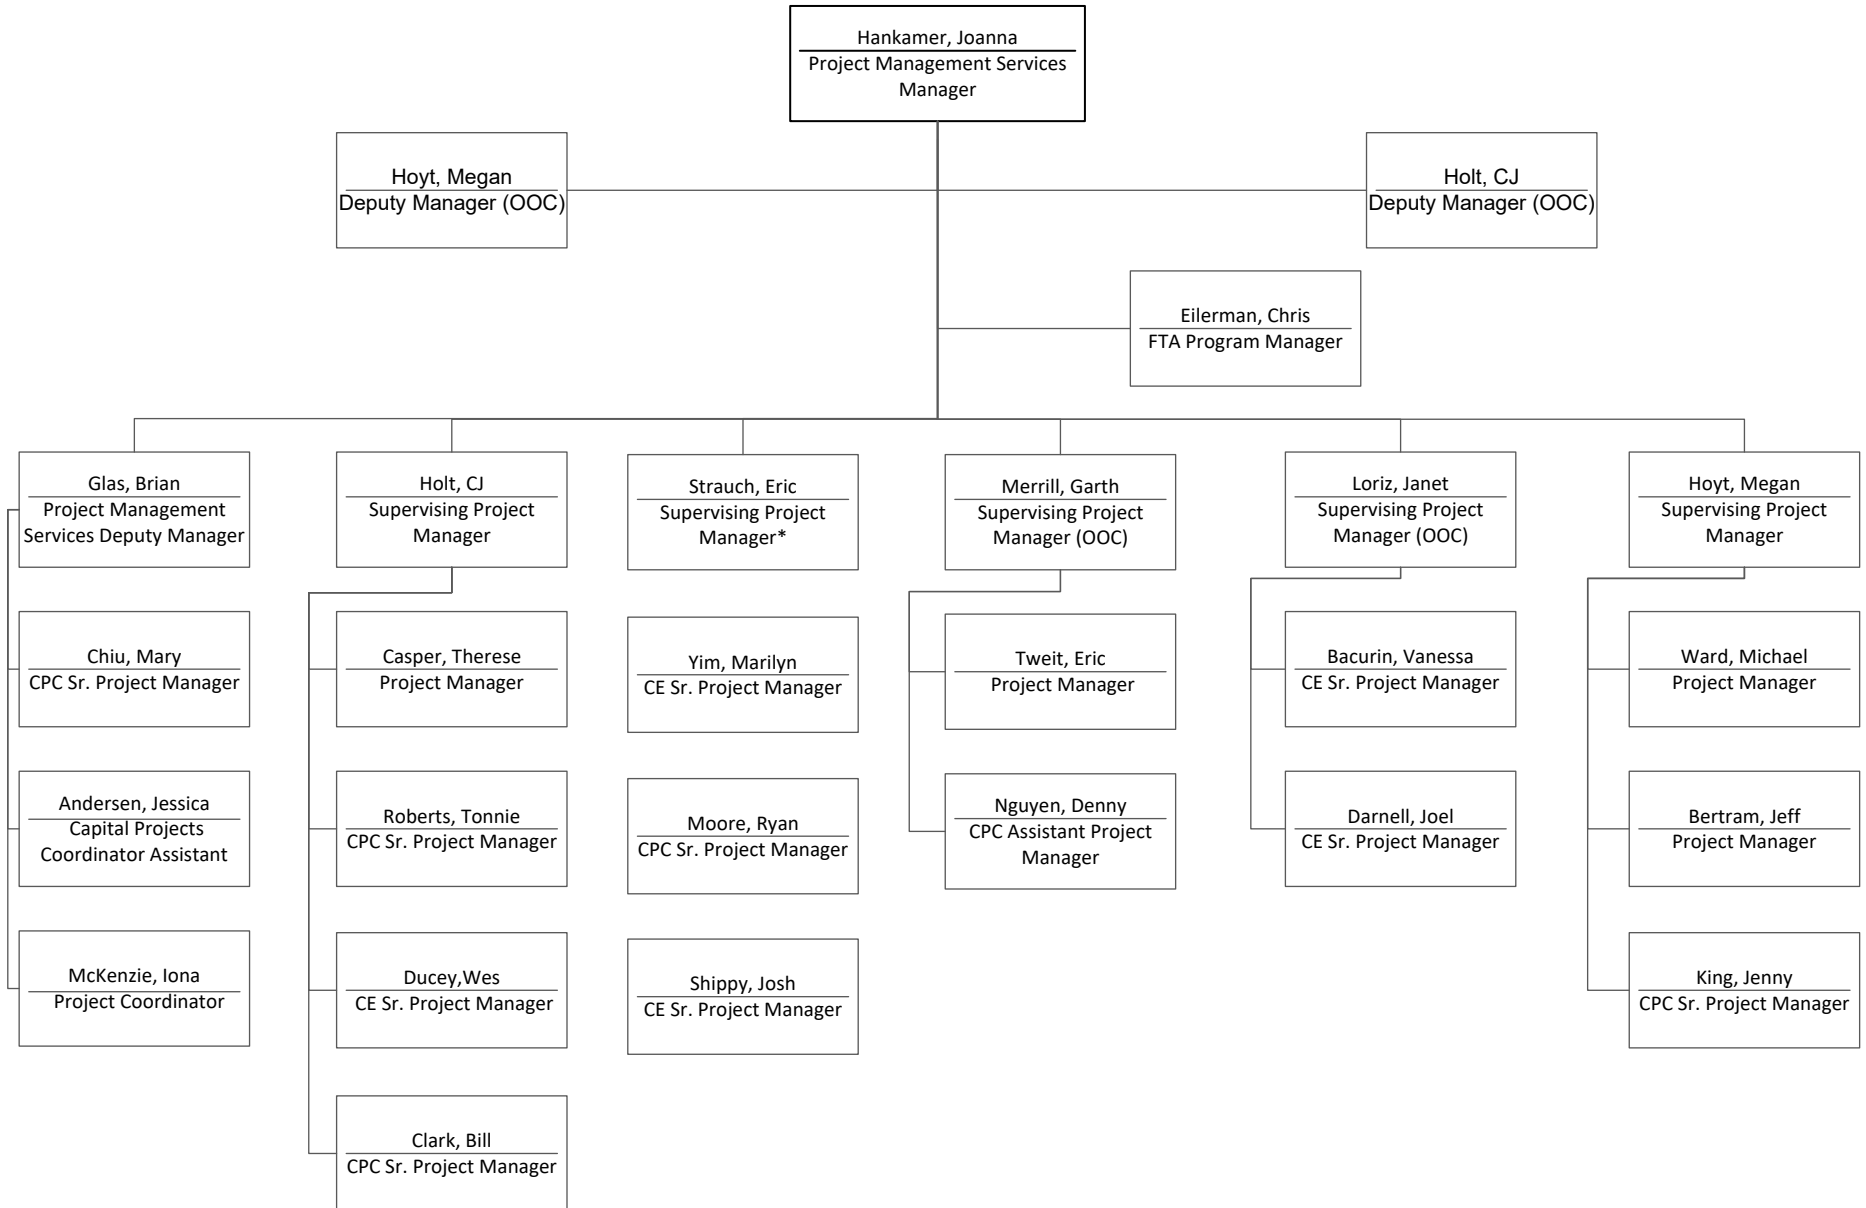 Hankamer, Joanna
Project Management Services
Manager
Hoyt, Megan
Deputy Manager (OOC)
Holt, CJ
Deputy Manager (OOC)
Eilerman, Chris
FTA Program Manager
Glas, Brian
Project Management
Services Deputy Manager
Holt, CJ
Supervising Project
Manager
Strauch, Eric
Supervising Project
Manager*
Merrill, Garth
Supervising Project
Manager (OOC)
Loriz, Janet
Supervising Project
Manager (OOC)
Hoyt, Megan
Supervising Project
Manager
Chiu, Mary
CPC Sr. Project Manager
Casper, Therese
Project Manager
Yim, Marilyn
CE Sr. Project Manager
Tweit, Eric
Project Manager
Bacurin, Vanessa
CE Sr. Project Manager
Ward, Michael
Project Manager
Andersen, Jessica
Capital Projects
Coordinator Assistant
Roberts, Tonnie
CPC Sr. Project Manager
Moore, Ryan
CPC Sr. Project Manager
Nguyen, Denny
CPC Assistant Project
Manager
Darnell, Joel
CE Sr. Project Manager
Bertram, Jeff
Project Manager
McKenzie, Iona
Project Coordinator
Ducey,Wes
CE Sr. Project Manager
Shippy, Josh
CE Sr. Project Manager
King, Jenny
CPC Sr. Project Manager
Clark, Bill
CPC Sr. Project Manager